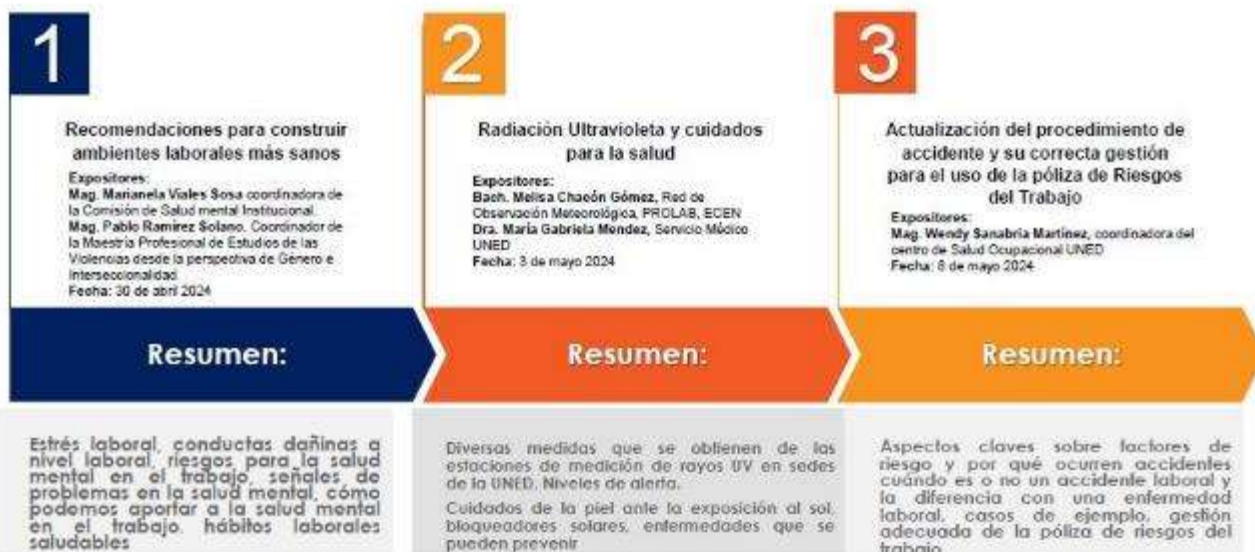 1
Recomendaciones para construir
ambientes laborales más sanos
Expositores:
Mag. Marianela Viales Sosa coordinadora de
la Comisión de Salud mental Institucional.
Mag. Pablo Ramírez Solano, Coordinador de
la Maestría Profesional de Estudios de las
Violencias desde la perspectiva de Género e
Interseccionalidad
Fecha: 30 de abril 2024
Resumen:
Estrés laboral, conductas dañinas a
nivel laboral, riesgos para la salud
mental en el trabajo, señales de
problemas en la salud mental, cómo
podemos aportar a la salud mental
en el trabajo, hábitos laborales
saludables
2
Radiación Ultravioleta y cuidados
para la salud
Expositores:
Bach. Melisa Chacón Gómez, Red de
Observación Meteorológica, PROLAB, ECEN
Dra. María Gabriela Mendez, Servicio Médico
UNED
Fecha: 3 de mayo 2024
Resumen:
Diversas medidas que se obtienen de las
estaciones de medición de rayos UV en sedes
de la UNED. Niveles de alerta.
Cuidados de la piel ante la exposición al sol,
bloqueadores solares, enfermedades que se
pueden prevenir
3
Actualización del procedimiento de
accidente y su correcta gestión
para el uso de la póliza de Riesgos
del Trabajo
Expositores:
Mag. Wendy Sanabria Martínez, coordinadora del
centro de Salud Ocupacional UNED
Fecha: 8 de mayo 2024
Resumen:
Aspectos claves sobre factores de
riesgo y por qué ocurren accidentes
cuándo es o no un accidente laboral y
la diferencia con una enfermedad
laboral, casos de ejemplo, gestión
adecuada de la póliza de riesgos del
trabajo